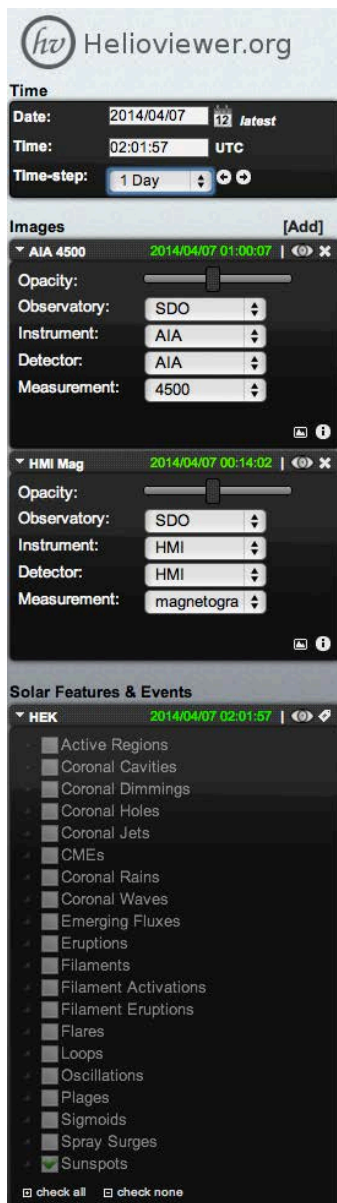 hv Helioviewer.org
Time
Date: 2014/04/07 12 latest
Time: 02:01:57 UTC
Time-step: 1 Day
Images [Add]
AIA 4500 2014/04/07 01:00:07 |
Opacity:
Observatory: SDO
Instrument: AIA
Detector: AIA
Measurement: 4500
HMI Mag 2014/04/07 00:14:02 |
Opacity:
Observatory: SDO
Instrument: HMI
Detector: HMI
Measurement: magnetogra
Solar Features & Events
HEK 2014/04/07 02:01:57 |
Active Regions
Coronal Cavities
Coronal Dimmings
Coronal Holes
Coronal Jets
CMEs
Coronal Rains
Coronal Waves
Emerging Fluxes
Eruptions
Filaments
Filament Activations
Filament Eruptions
Flares
Loops
Oscillations
Plages
Sigmoids
Spray Surges
Sunspots
check all check none